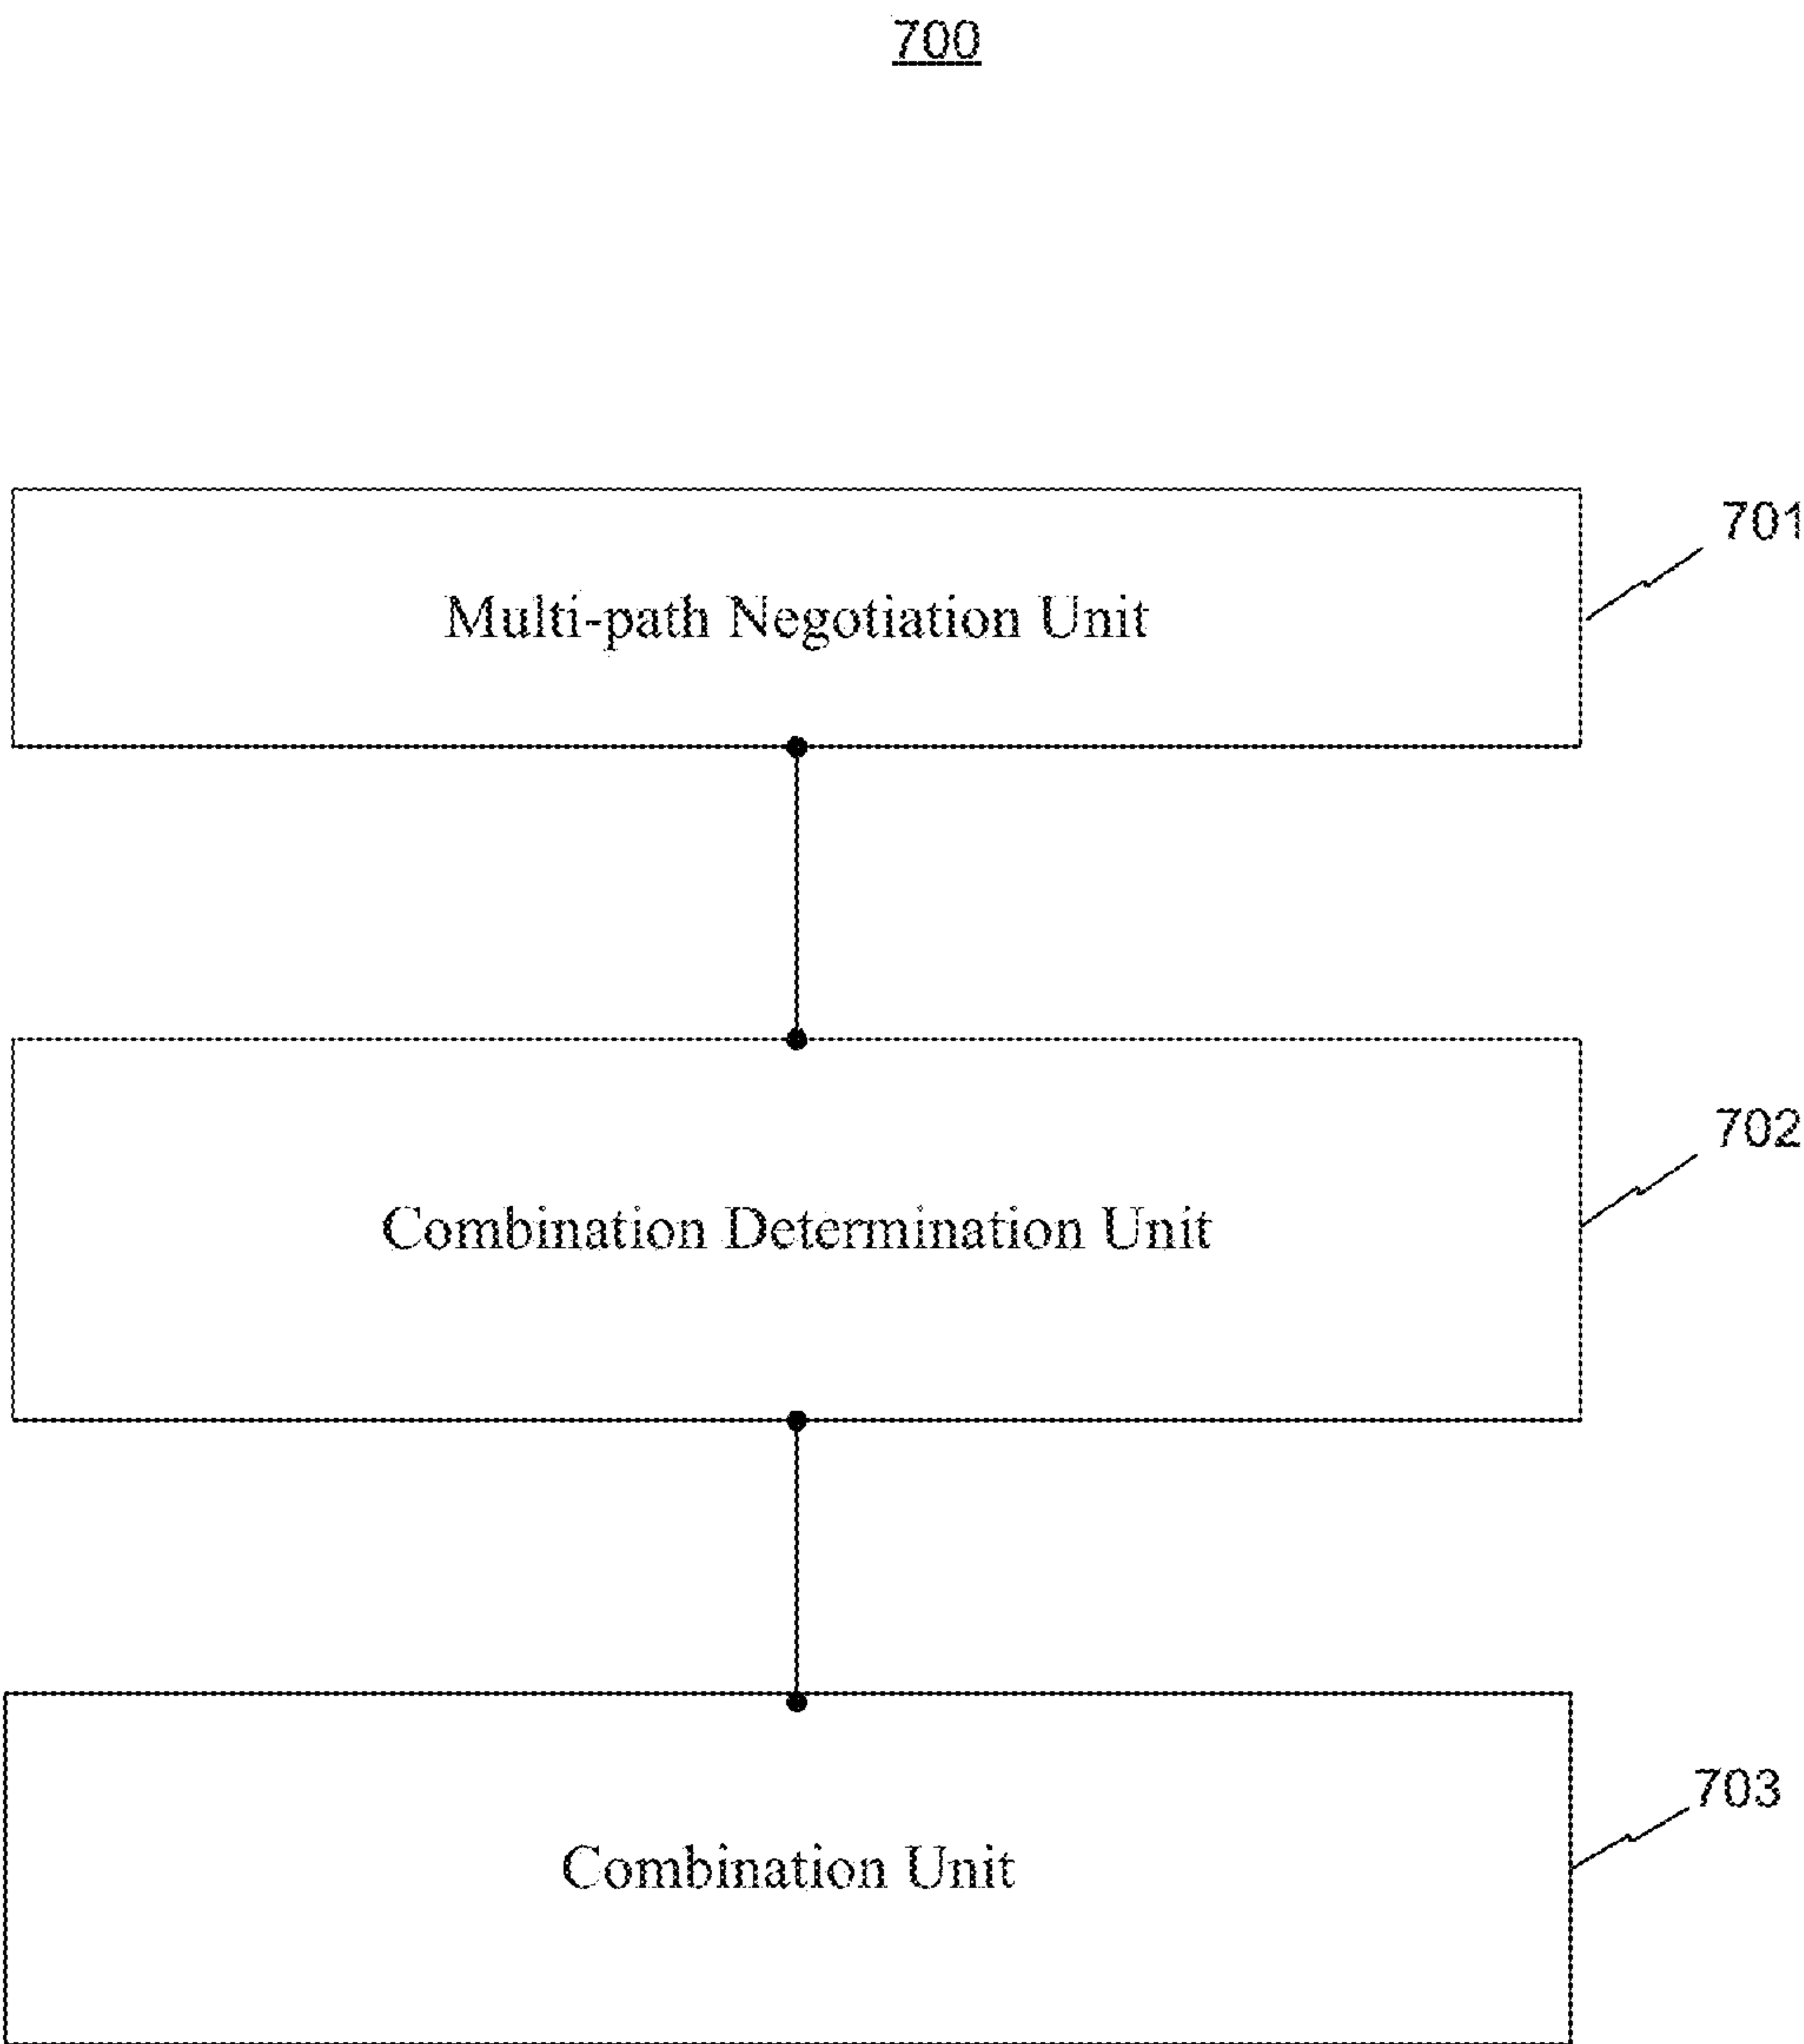 700
701
Multi-path Negotiation Unit
702
Combination Determination Unit
703
Combination Unit